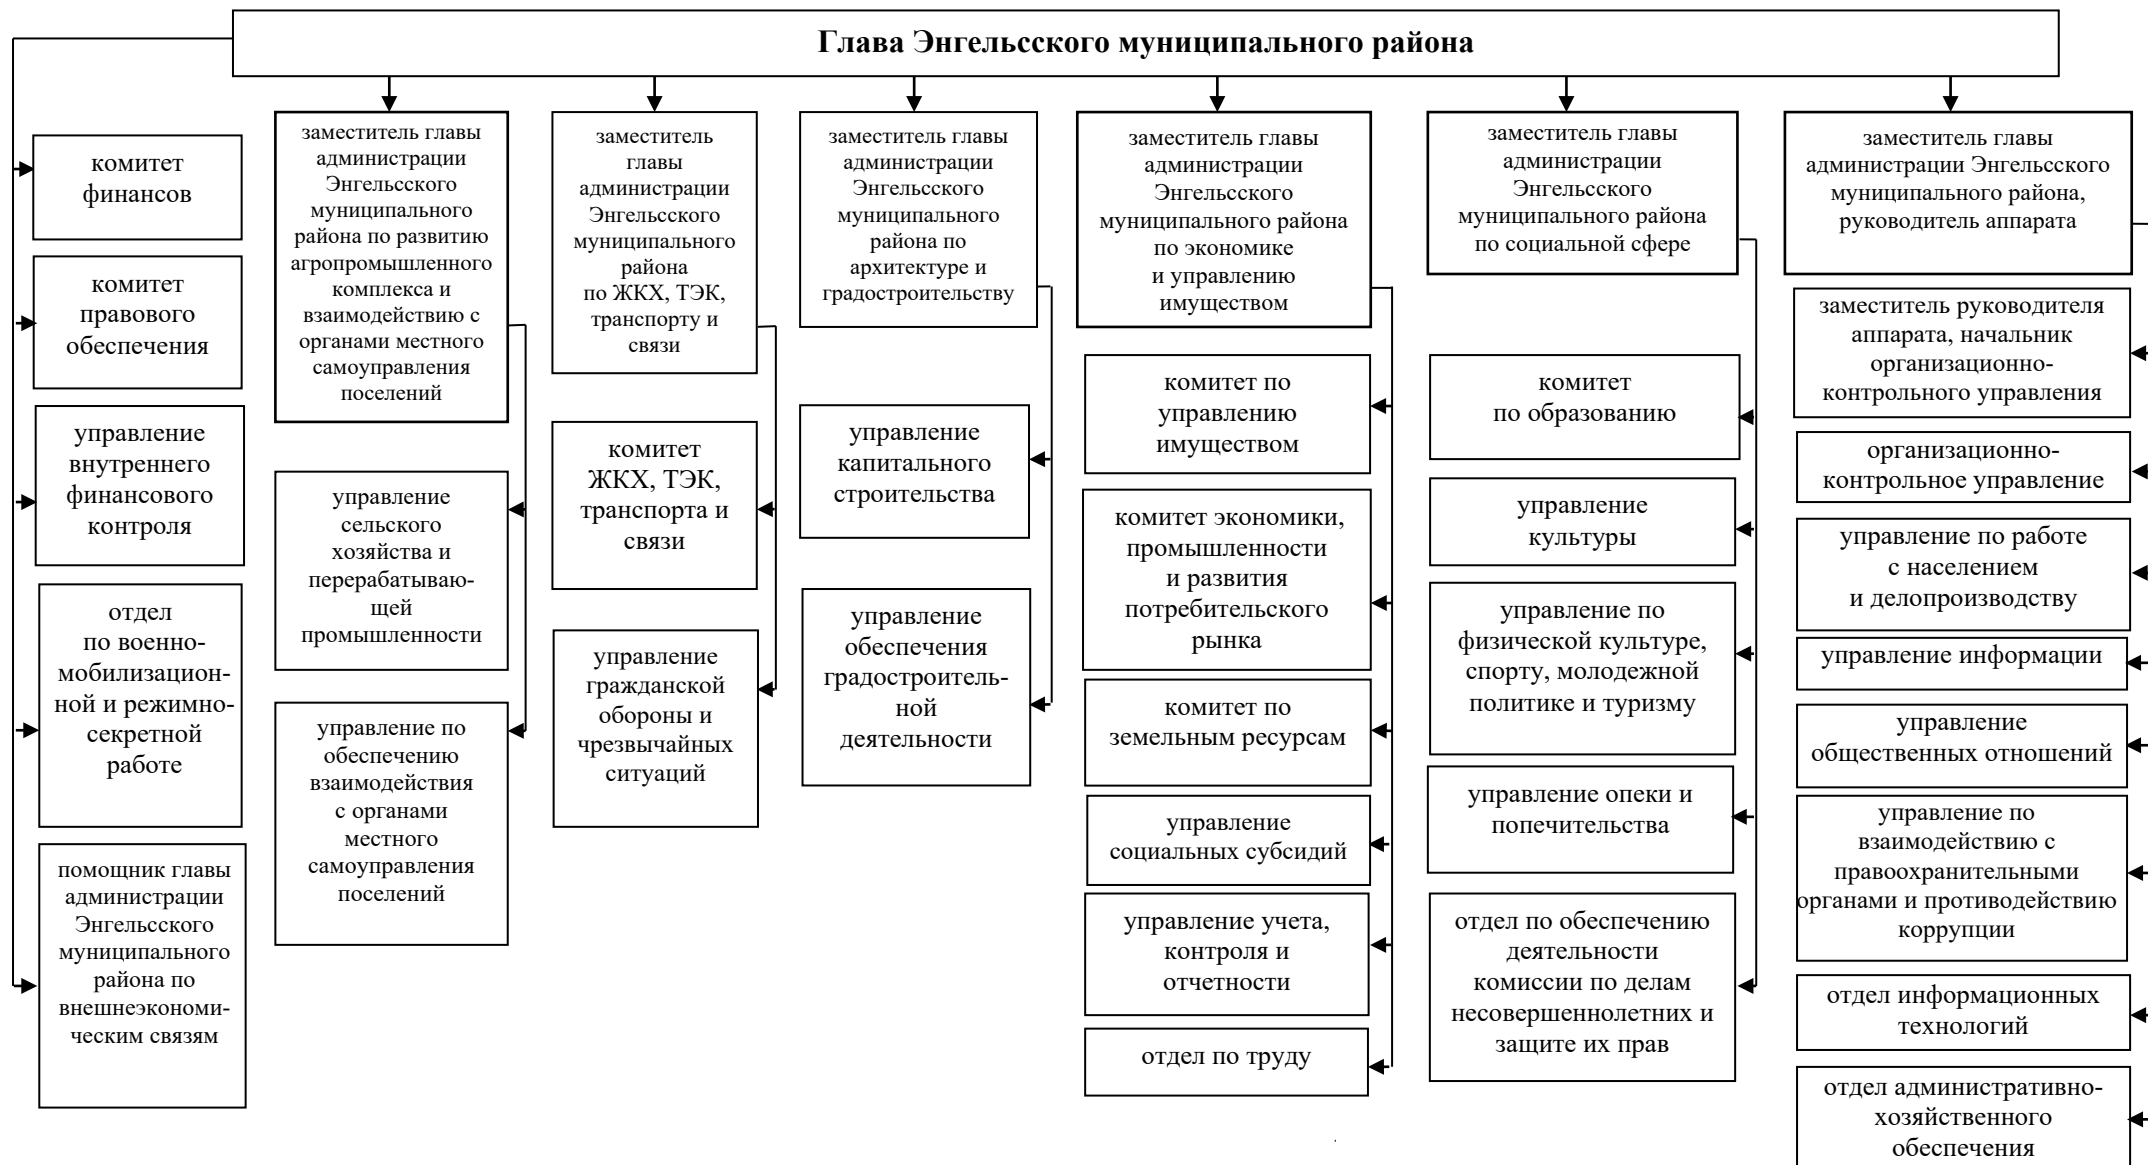 Глава Энгельсского муниципального района
комитет
финансов
комитет
правового
обеспечения
управление
внутреннего
финансового
контроля
отдел
по военно-
мобилизацион-
ной и режимно-
секретной
работе
помощник главы
администрации
Энгельсского
муниципального
района по
внешнеэкономи-
ческим связям
заместитель главы
администрации
Энгельсского
муниципального
района по развитию
агропромышленного
комплекса и
взаимодействию с
органами местного
самоуправления
поселений
управление
сельского
хозяйства и
перерабатываю-
щей
промышленности
управление по
обеспечению
взаимодействия
с органами
местного
самоуправления
поселений
заместитель
главы
администрации
Энгельсского
муниципального
района
по ЖКХ, ТЭК,
транспорту и
связи
комитет
ЖКХ, ТЭК,
транспорта и
связи
управление
гражданской
обороны и
чрезвычайных
ситуаций
заместитель главы
администрации
Энгельсского
муниципального
района по
архитектуре и
градостроительству
управление
капитального
строительства
управление
обеспечения
градостроитель-
ной
деятельности
заместитель главы
администрации
Энгельсского
муниципального района
по экономике
и управлению
имуществом
комитет по
управлению
имуществом
комитет экономики,
промышленности
и развития
потребительского
рынка
комитет по
земельным ресурсам
управление
социальных субсидий
управление учета,
контроля и
отчетности
отдел по труду
заместитель главы
администрации
Энгельсского
муниципального района
по социальной сфере
комитет
по образованию
управление
культуры
управление по
физической культуре,
спорту, молодежной
политике и туризму
управление опеки и
попечительства
отдел по обеспечению
деятельности
комиссии по делам
несовершеннолетних и
защите их прав
заместитель главы
администрации Энгельсского
муниципального района,
руководитель аппарата
заместитель руководителя
аппарата, начальник
организационно-
контрольного управления
организационно-
контрольное управление
управление по работе
с населением
и делопроизводству
управление информации
управление
общественных отношений
управление по
взаимодействию с
правоохранительными
органами и противодействию
коррупции
отдел информационных
технологий
отдел административно-
хозяйственного
обеспечения